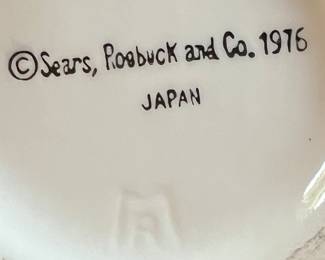 ©Sears, Roebuck and Co. 1976
JAPAN